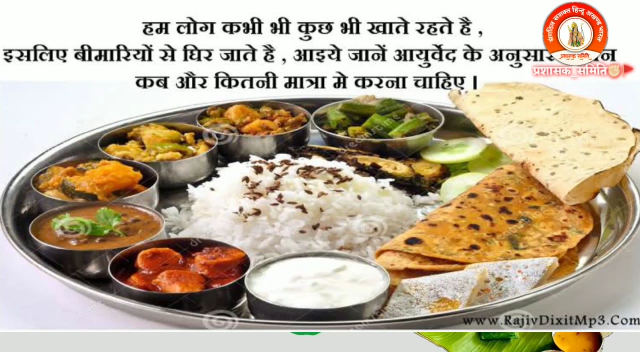 हम लोग कभी भी कुछ भी खाते रहते है ,
इसलिए बीमारियों से घिर जाते है , आइये जानें आयुर्वेद के अनुसार
कब और कितनी मात्रा मे करना चाहिए |
प्रशासक समिति
www.RajivDixitMp3.Com